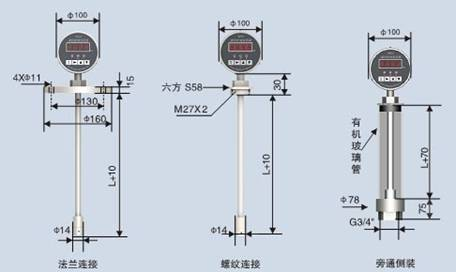 Φ100
4XΦ11
15
Φ130
Φ160
L+10
Φ14
法兰连接
Φ100
六方 S58
M27X2
30
L+10
Φ14
螺纹连接
Φ100
有机玻璃管
L+70
Φ78
75
G3/4"
旁通侧装